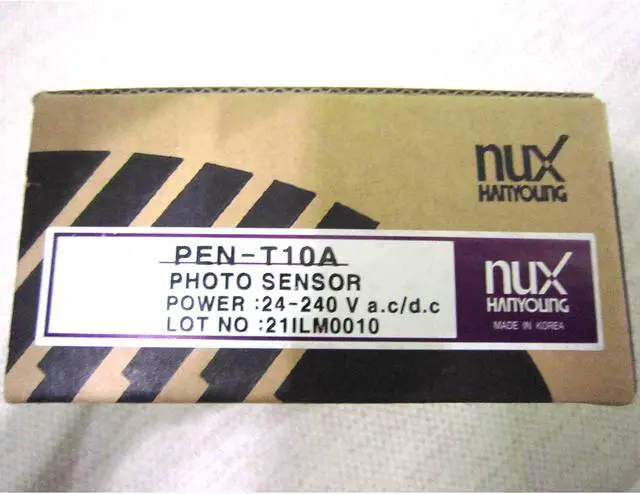 nux
HANYOUNG
PEN-T10A
PHOTO SENSOR
POWER :24-240 V a.c/d.c
LOT NO :21ILM0010
nux
HANYOUNG
MADE IN KOREA